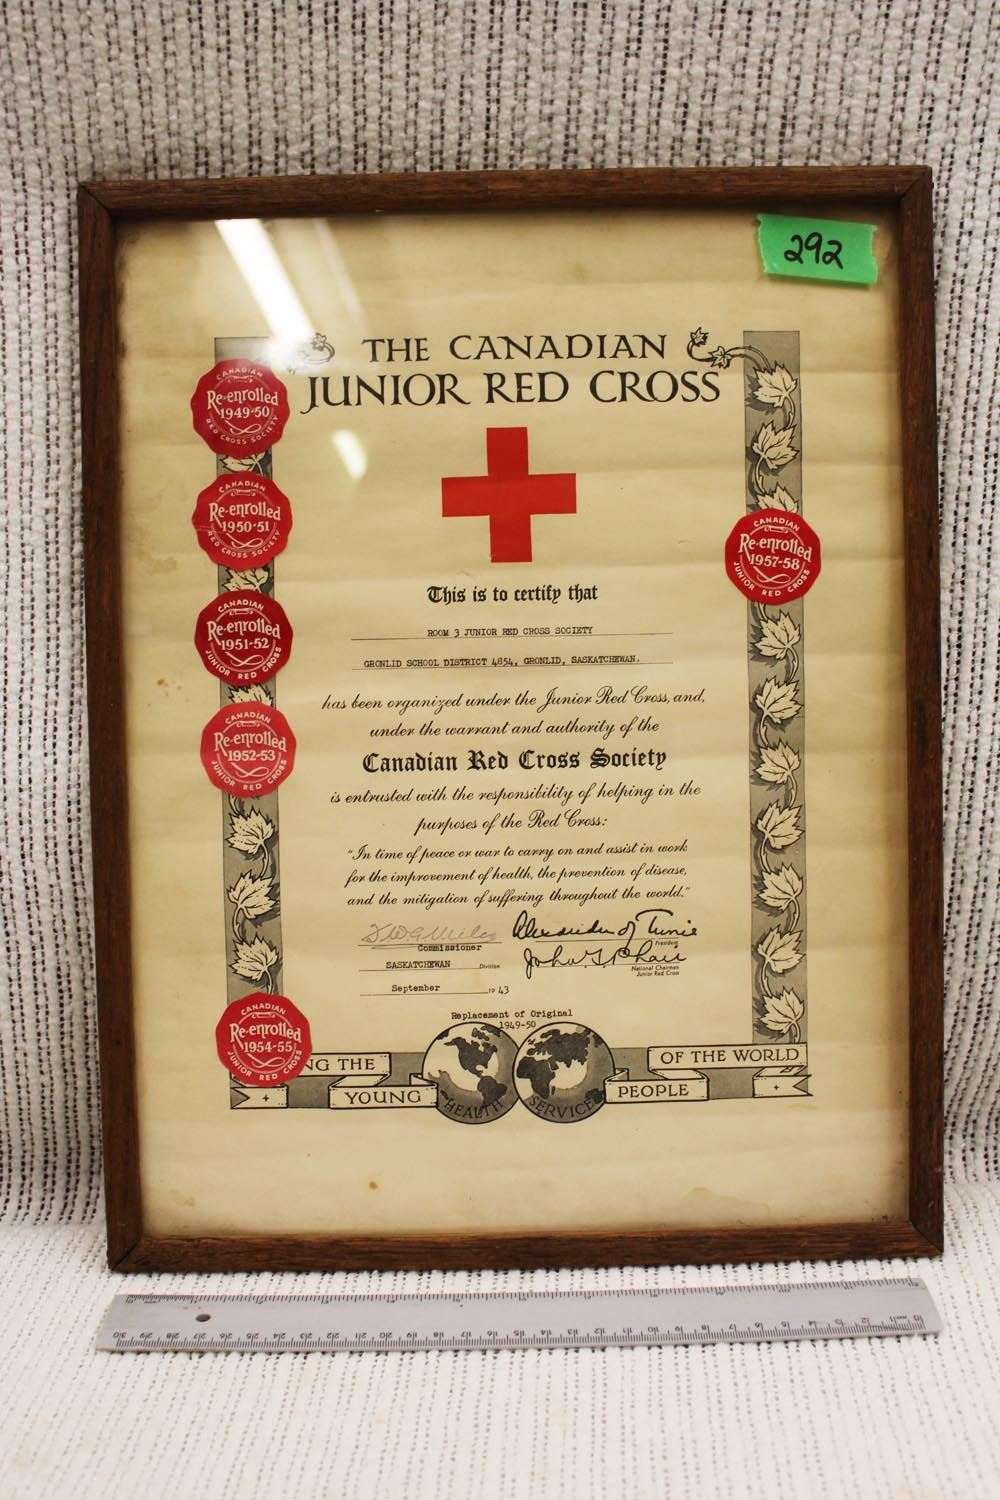 292
THE CANADIAN
JUNIOR RED CROSS
CANADIAN
Re-enrolled
1949-50
RED CROSS SOCIETY
CANADIAN
Re-enrolled
1950-51
RED CROSS SOCIETY
CANADIAN
Re-enrolled
1951-52
JUNIOR RED CROSS
CANADIAN
Re-enrolled
1952-53
JUNIOR RED CROSS
CANADIAN
Re-enrolled
1957-58
JUNIOR RED CROSS
This is to certify that
ROOM 3 JUNIOR RED CROSS SOCIETY
GRONLID SCHOOL DISTRICT 4854, GRONLID, SASKATCHEWAN.
has been organized under the Junior Red Cross, and,
under the warrant and authority of the
Canadian Red Cross Society
is entrusted with the responsibility of helping in the
purposes of the Red Cross:
"In time of peace or war to carry on and assist in work
for the improvement of health, the prevention of disease,
and the mitigation of suffering throughout the world."
Commissioner
President
SASKATCHEWAN Division
National Chairman
Junior Red Cross
September 1943
Replacement of Original
1949-50
CANADIAN
Re-enrolled
1954-55
JUNIOR RED CROSS
NG THE
YOUNG
HEALTH
SERVICE
PEOPLE
OF THE WORLD